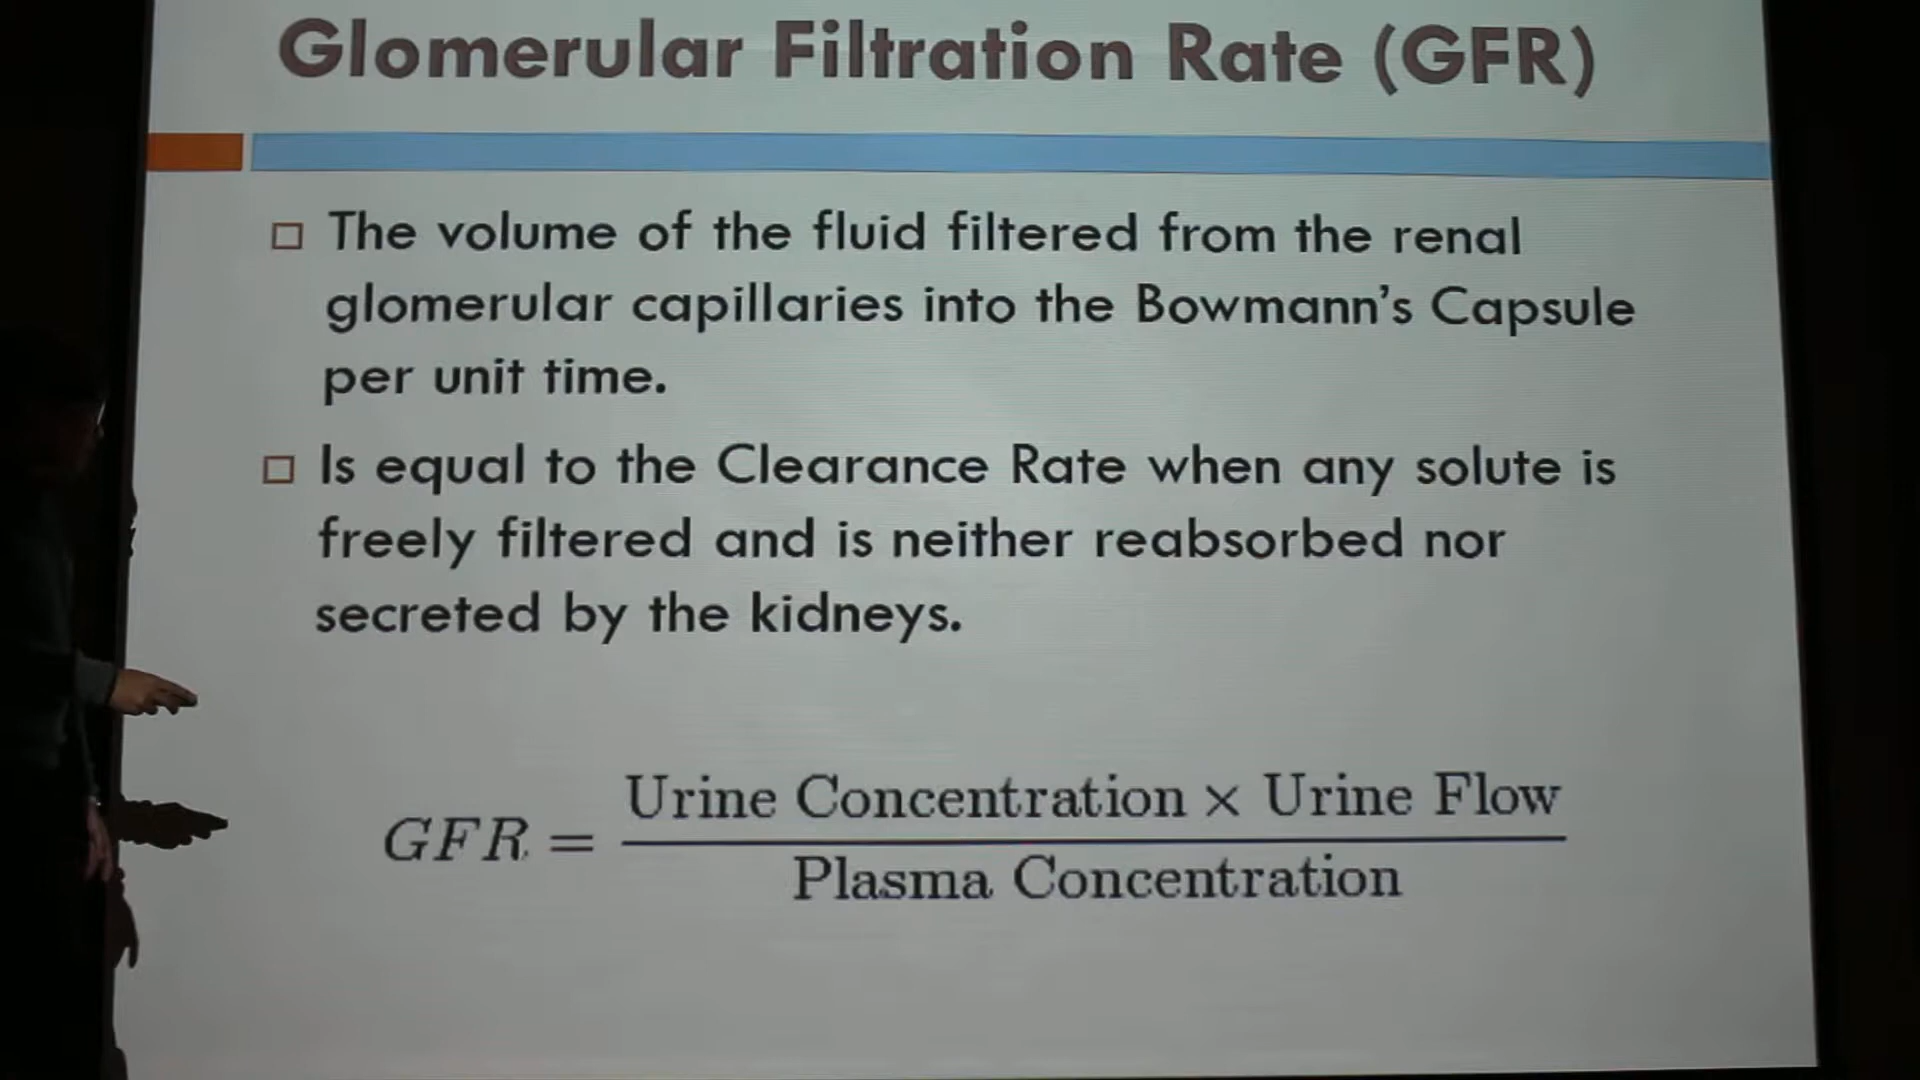 Glomerular Filtration Rate (GFR)
The volume of the fluid filtered from the renal
glomerular capillaries into the Bowmann's Capsule
per unit time.
Is equal to the Clearance Rate when any solute is
freely filtered and is neither reabsorbed nor
secreted by the kidneys.
GFR = Urine Concentration × Urine Flow
Plasma Concentration